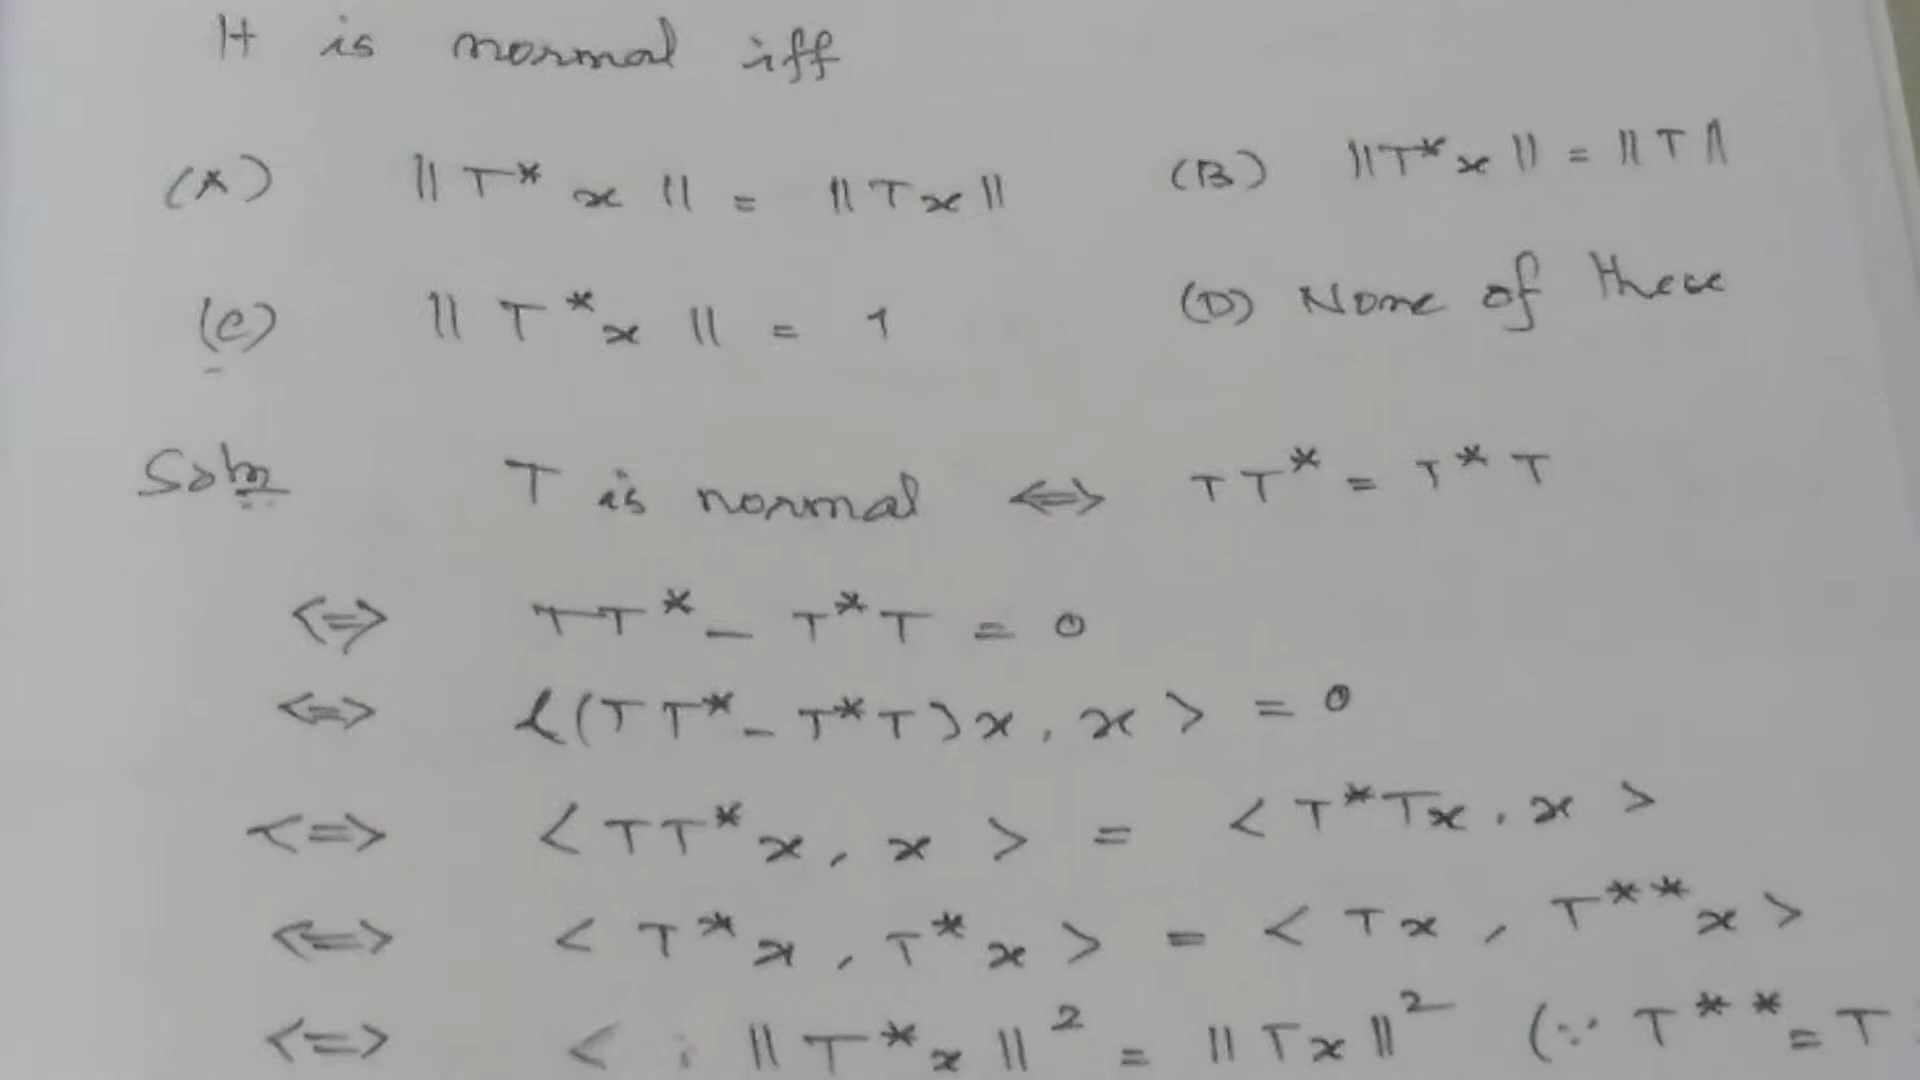 H is normal iff
(A) || T* x || = || Tx || (B) || T* x || = || T ||
(C) || T* x || = 1 (D) None of these
Soln T is normal <=> TT* = T*T
<=> TT* - T*T = 0
<=> <(TT* - T*T)x, x> = 0
<=> <TT*x, x> = <T*Tx, x>
<=> <T*x, T*x> = <Tx, T**x>
<=> < : || T*x ||² = || Tx ||² (∵ T** = T